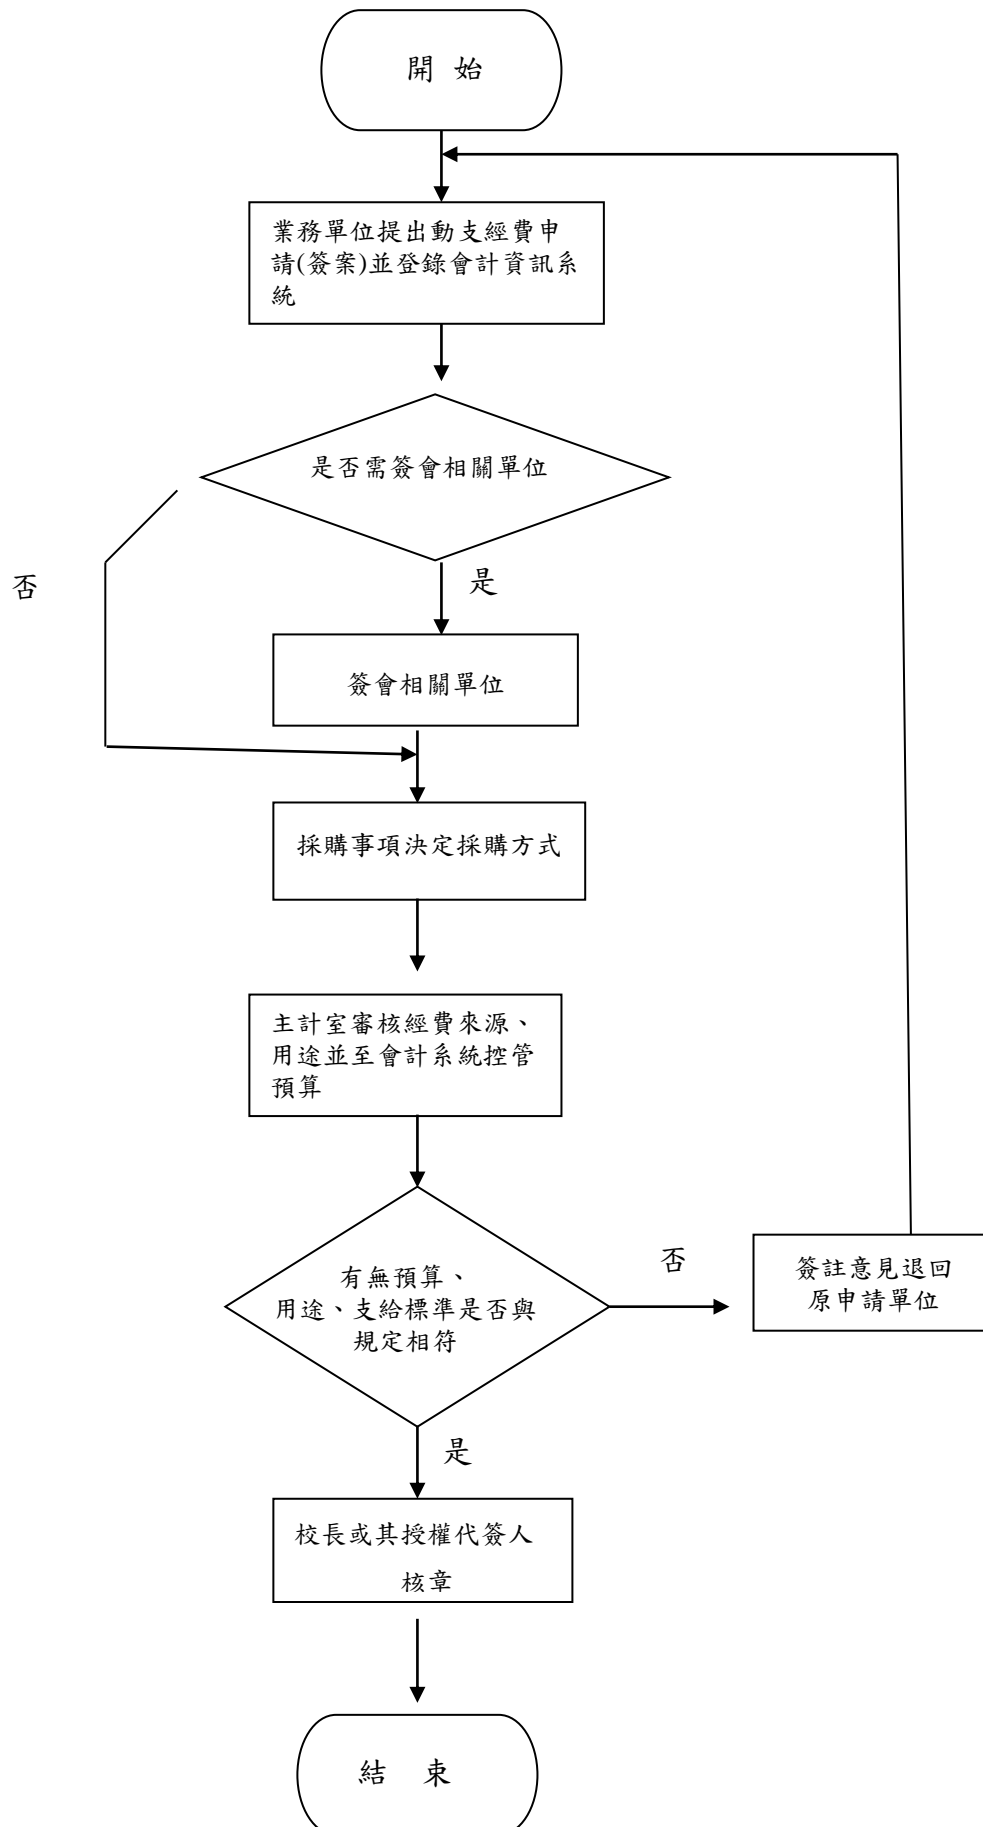 開 始
業務單位提出動支經費申
請(簽案)並登錄會計資訊系
統
是否需簽會相關單位
否
是
簽會相關單位
採購事項決定採購方式
主計室審核經費來源、
用途並至會計系統控管
預算
有無預算、
用途、支給標準是否與
規定相符
否
簽註意見退回
原申請單位
是
校長或其授權代簽人
核章
結 束